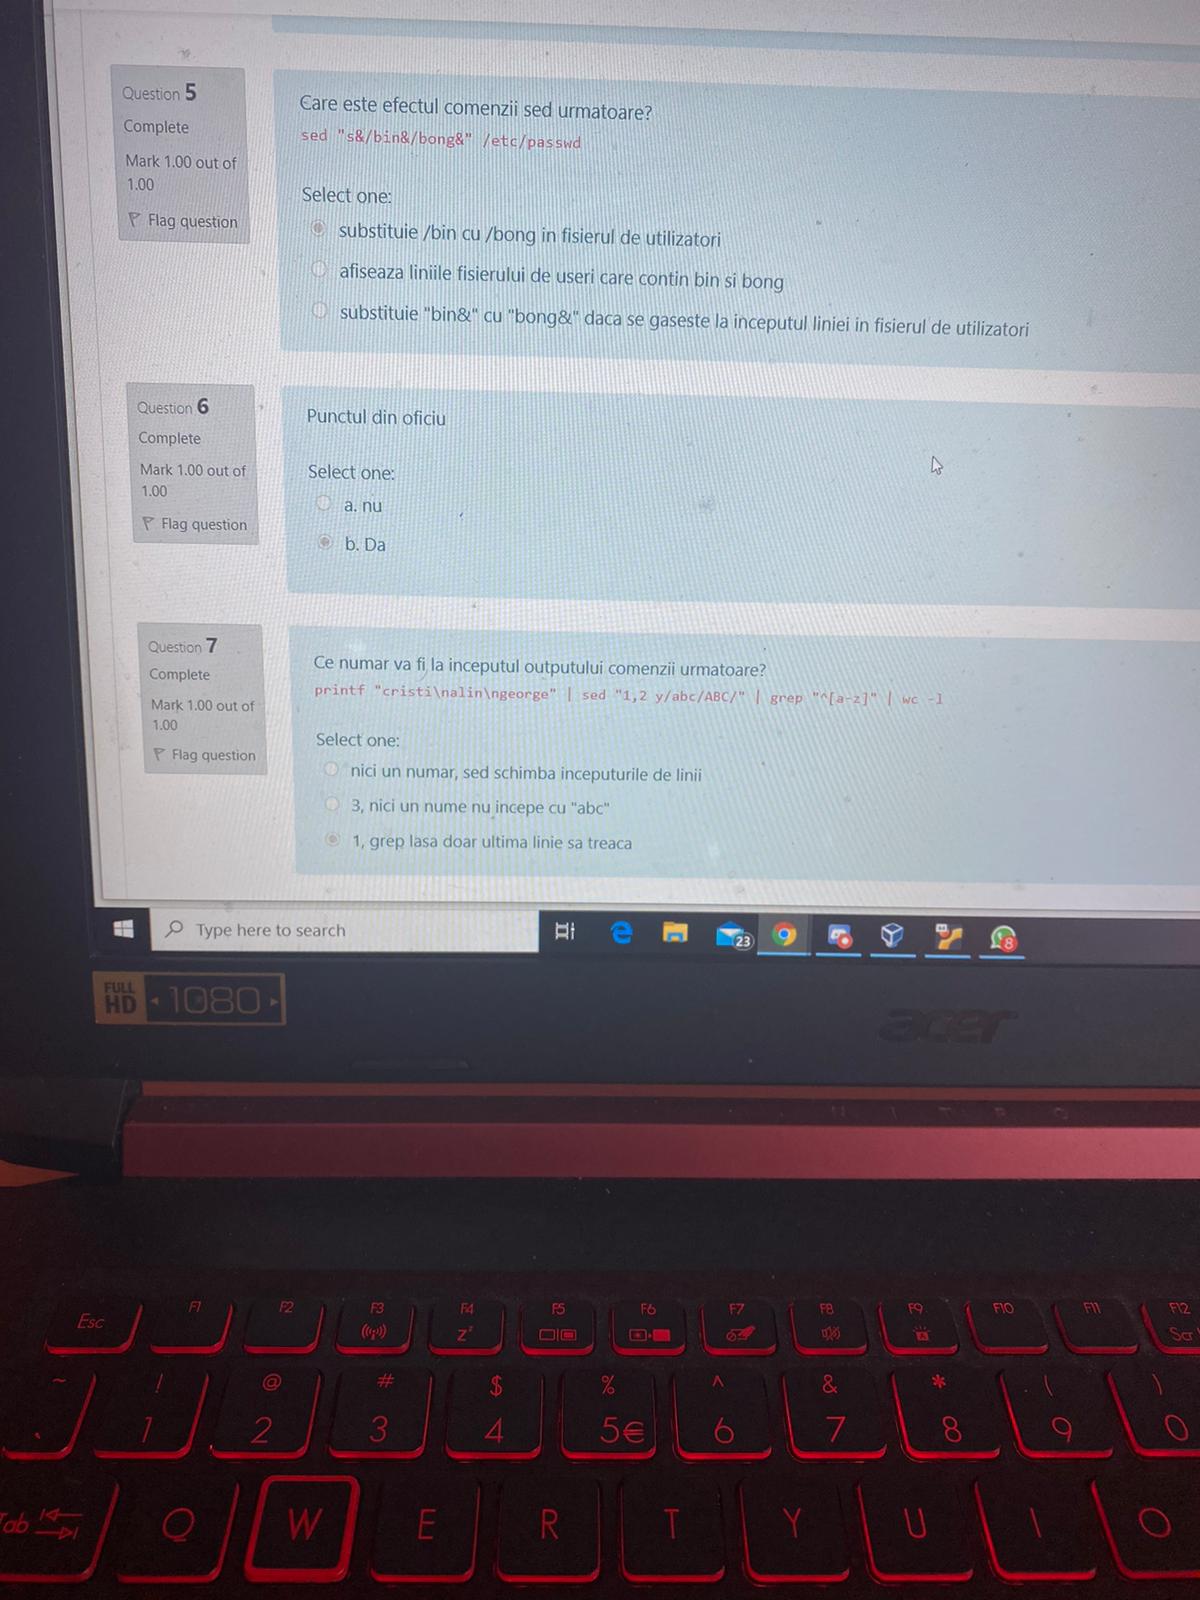 Question 5
Complete
Mark 1.00 out of
1.00
Flag question
Care este efectul comenzii sed urmatoare?
sed "s&/bin&/bong&" /etc/passwd
Select one:
substituie /bin cu /bong in fisierul de utilizatori
afiseaza liniile fisierului de useri care contin bin si bong
substituie "bin&" cu "bong&" daca se gaseste la inceputul liniei in fisierul de utilizatori
Question 6
Complete
Mark 1.00 out of
1.00
Flag question
Punctul din oficiu
Select one:
a. nu
b. Da
Question 7
Complete
Mark 1.00 out of
1.00
Flag question
Ce numar va fi la inceputul outputului comenzii urmatoare?
printf "cristi\nalin\ngeorge" | sed "1,2 y/abc/ABC/" | grep "^[a-z]" | wc -l
Select one:
nici un numar, sed schimba inceputurile de linii
3, nici un nume nu incepe cu "abc"
1, grep lasa doar ultima linie sa treaca
Type here to search
23
8
FULL HD 1080
acer
Esc F1 F2 F3 F4 F5 F6 F7 F8 F9 F10 F11 F12
zᶻ A Scr
~ ! @ # $ % ^ & * ( )
1 2 3 4 5€ 6 7 8 9 0
Tab Q W E R T Y U I O